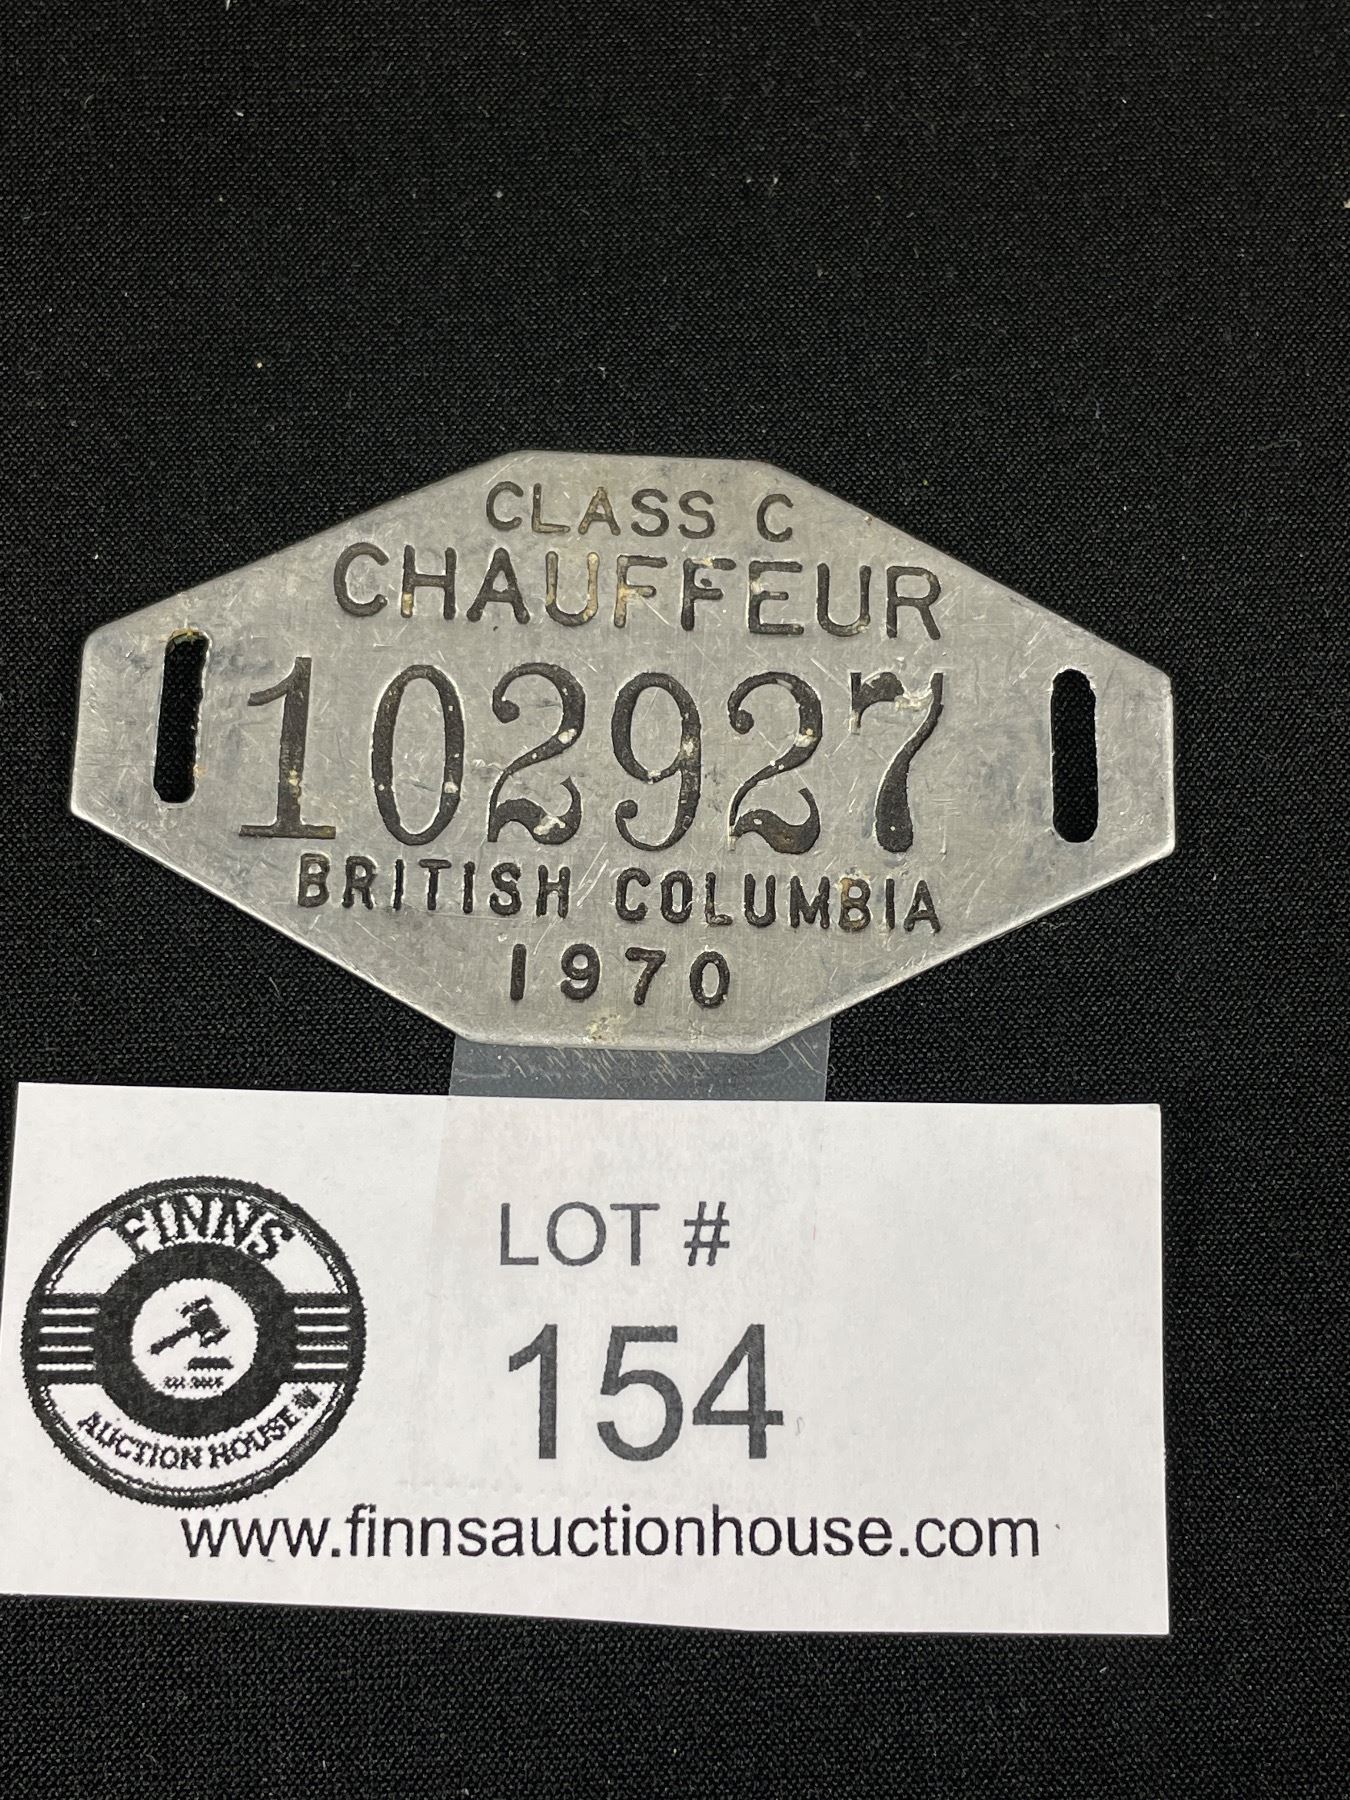 CLASS C
CHAUFFEUR
102927
BRITISH COLUMBIA
1970
FINNS
AUCTION HOUSE
LOT #
154
www.finnsauctionhouse.com